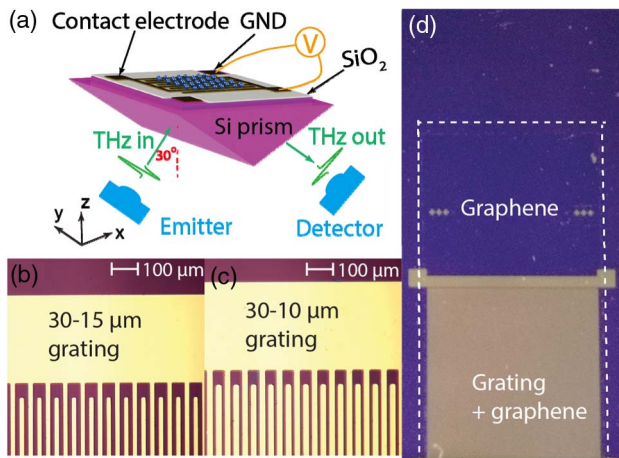 (a)
Contact electrode
GND
V
SiO2
Si prism
THz in
THz out
30°
z
y
x
Emitter
Detector
(b)
100 μm
30-15 μm
grating
(c)
100 μm
30-10 μm
grating
(d)
Graphene
Grating
+ graphene